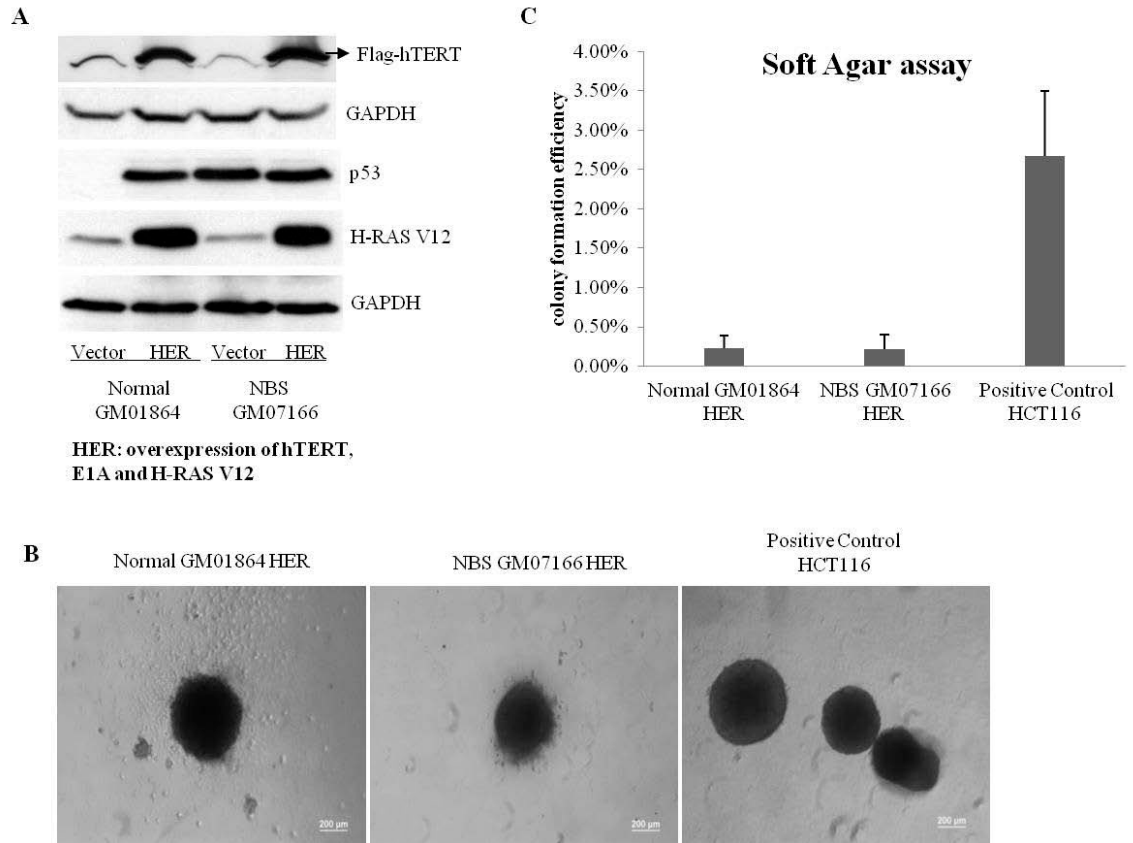 A
Flag-hTERT
GAPDH
p53
H-RAS V12
GAPDH
Vector HER Vector HER
Normal GM01864
NBS GM07166
HER: overexpression of hTERT,
E1A and H-RAS V12
C
Soft Agar assay
colony formation efficiency
4.00%
3.50%
3.00%
2.50%
2.00%
1.50%
1.00%
0.50%
0.00%
Normal GM01864
HER
NBS GM07166
HER
Positive Control
HCT116
B
Normal GM01864 HER
NBS GM07166 HER
Positive Control
HCT116
200 µm
200 µm
200 µm